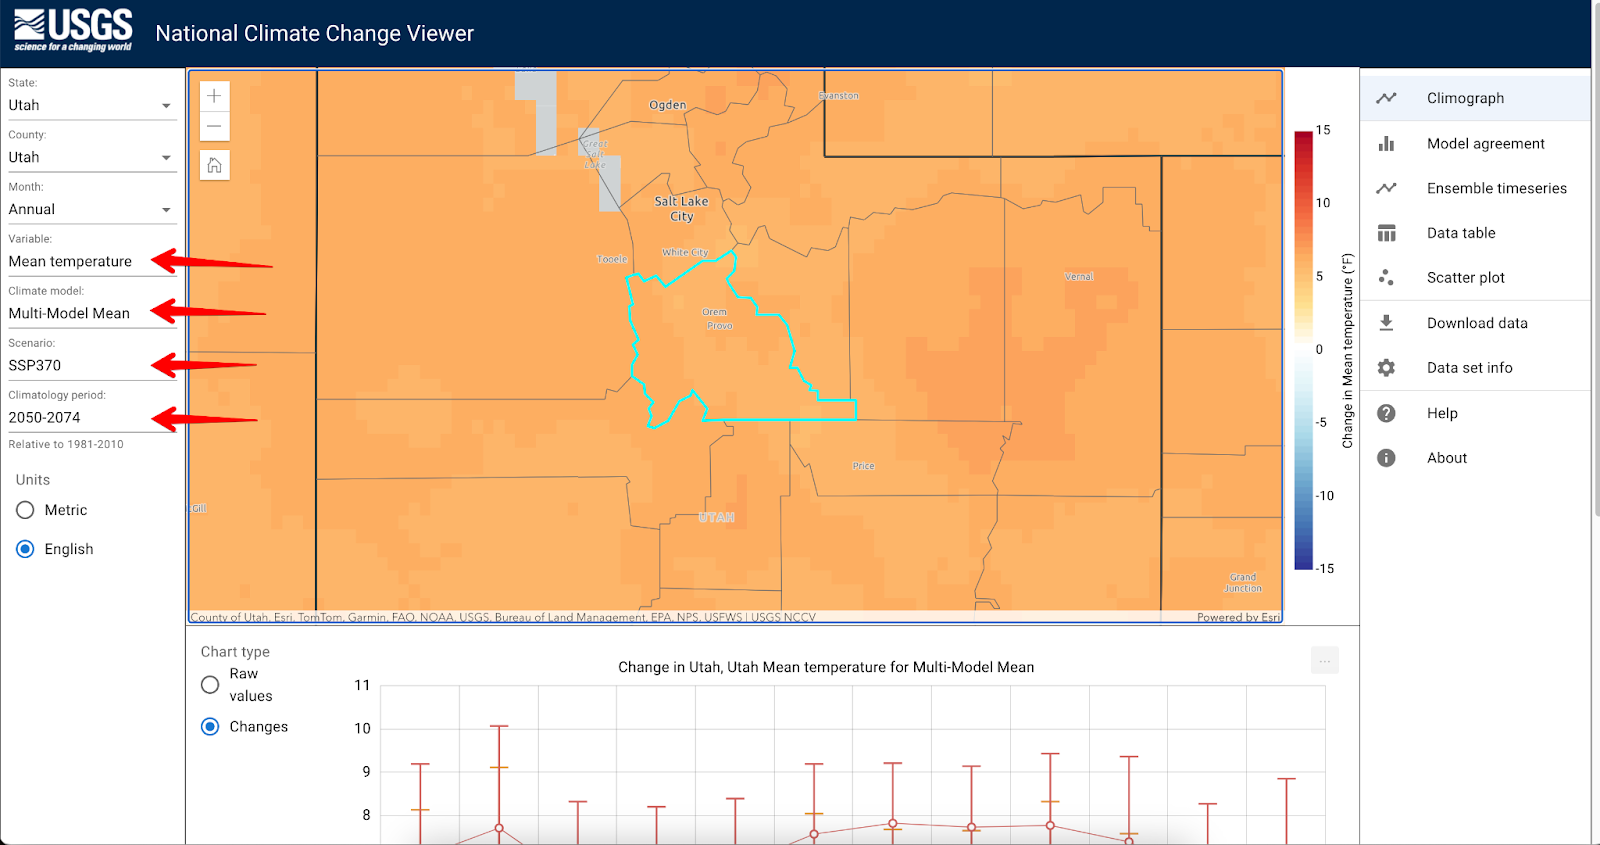 USGS
science for a changing world
National Climate Change Viewer
State:
Utah
County:
Utah
Month:
Annual
Variable:
Mean temperature
Climate model:
Multi-Model Mean
Scenario:
SSP370
Climatology period:
2050-2074
Relative to 1981-2010
Units
Metric
English
Ogden
Evanston
Great
Salt
Lake
Salt Lake
City
White City
Tooele
Vernal
Orem
Provo
Price
Gill
UTAH
Grand
Junction
County of Utah, Esri, TomTom, Garmin, FAO, NOAA, USGS, Bureau of Land Management, EPA, NPS, USFWS | USGS NCCV
Powered by Esri
15
10
5
0
-5
-10
-15
Change in Mean temperature (°F)
Climograph
Model agreement
Ensemble timeseries
Data table
Scatter plot
Download data
Data set info
Help
About
Chart type
Raw
values
Changes
Change in Utah, Utah Mean temperature for Multi-Model Mean
...
11
10
9
8